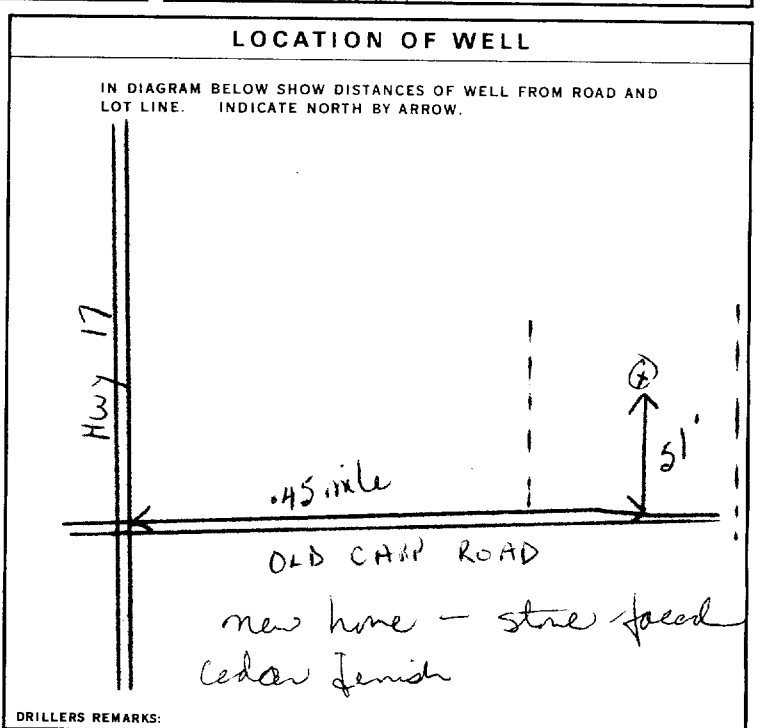 LOCATION OF WELL
IN DIAGRAM BELOW SHOW DISTANCES OF WELL FROM ROAD AND
LOT LINE. INDICATE NORTH BY ARROW.
Hwy 17
51'
.45 mile
OLD CARP ROAD
new home - stone faced
cedar finish
DRILLERS REMARKS: